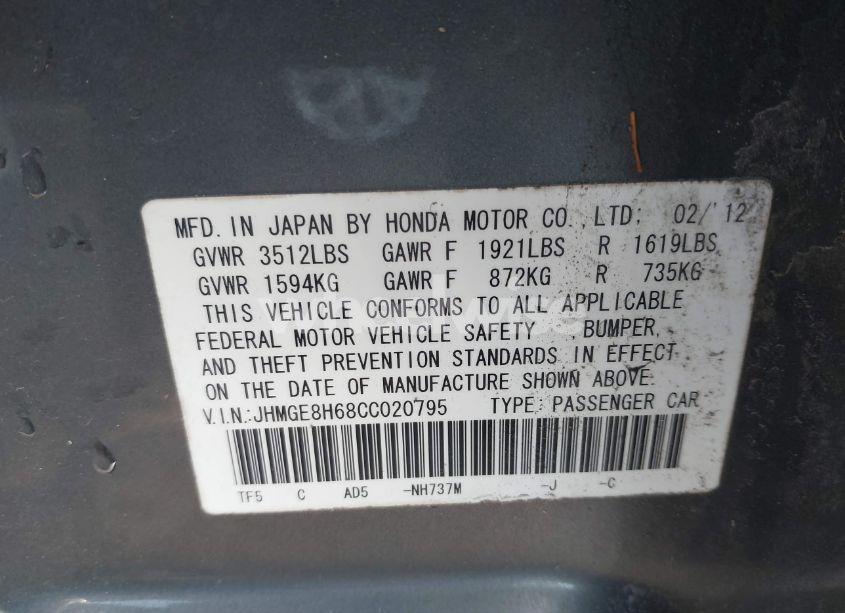 MFD. IN JAPAN BY HONDA MOTOR CO., LTD; 02/'12
GVWR 3512LBS GAWR F 1921LBS R 1619LBS
GVWR 1594KG GAWR F 872KG R 735KG
THIS VEHICLE CONFORMS TO ALL APPLICABLE
FEDERAL MOTOR VEHICLE SAFETY , BUMPER,
AND THEFT PREVENTION STANDARDS IN EFFECT
ON THE DATE OF MANUFACTURE SHOWN ABOVE.
V.I.N.:JHMGE8H68CC020795 TYPE: PASSENGER CAR
TF5 C AD5 -NH737M -J -C